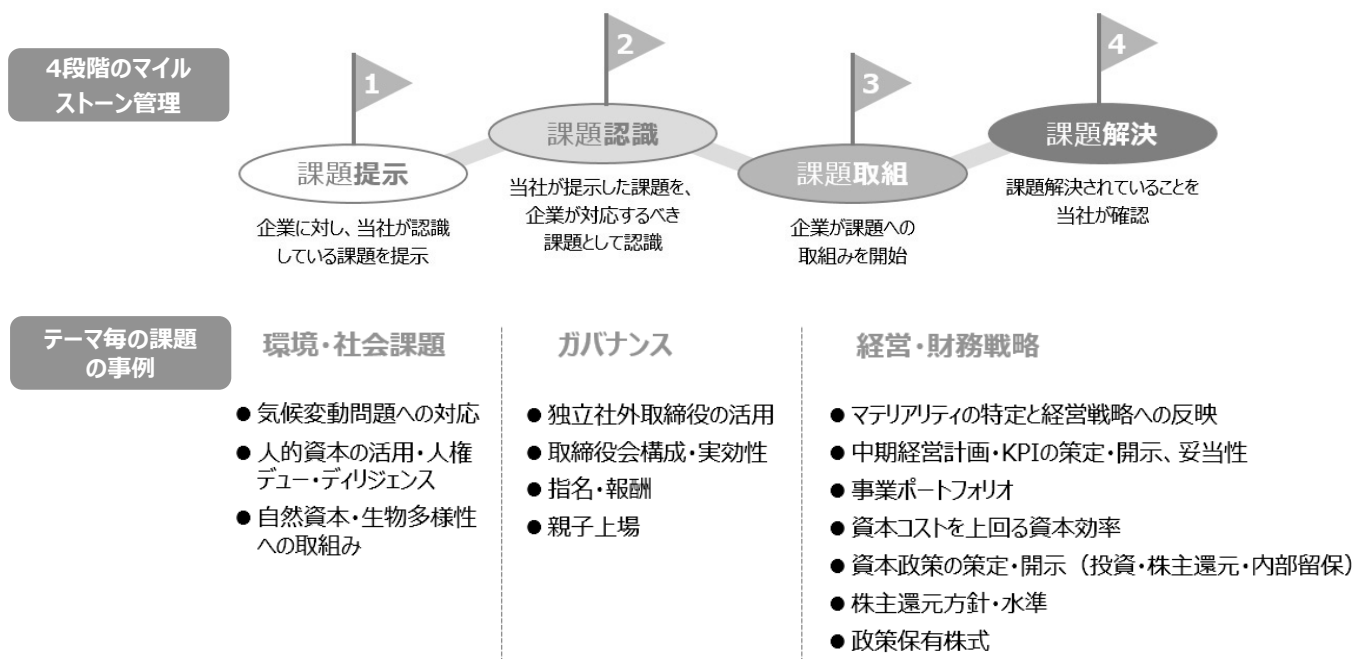 4段階のマイル
ストーン管理
1
課題提示
企業に対し、当社が認識
している課題を提示
2
課題認識
当社が提示した課題を、
企業が対応するべき
課題として認識
3
課題取組
企業が課題への
取組みを開始
4
課題解決
課題解決されていることを
当社が確認
テーマ毎の課題
の事例
環境・社会課題
●気候変動問題への対応
●人的資本の活用・人権
デュー・ディリジェンス
●自然資本・生物多様性
への取組み
ガバナンス
●独立社外取締役の活用
●取締役会構成・実効性
●指名・報酬
●親子上場
経営・財務戦略
●マテリアリティの特定と経営戦略への反映
●中期経営計画・KPIの策定・開示、妥当性
●事業ポートフォリオ
●資本コストを上回る資本効率
●資本政策の策定・開示（投資・株主還元・内部留保）
●株主還元方針・水準
●政策保有株式